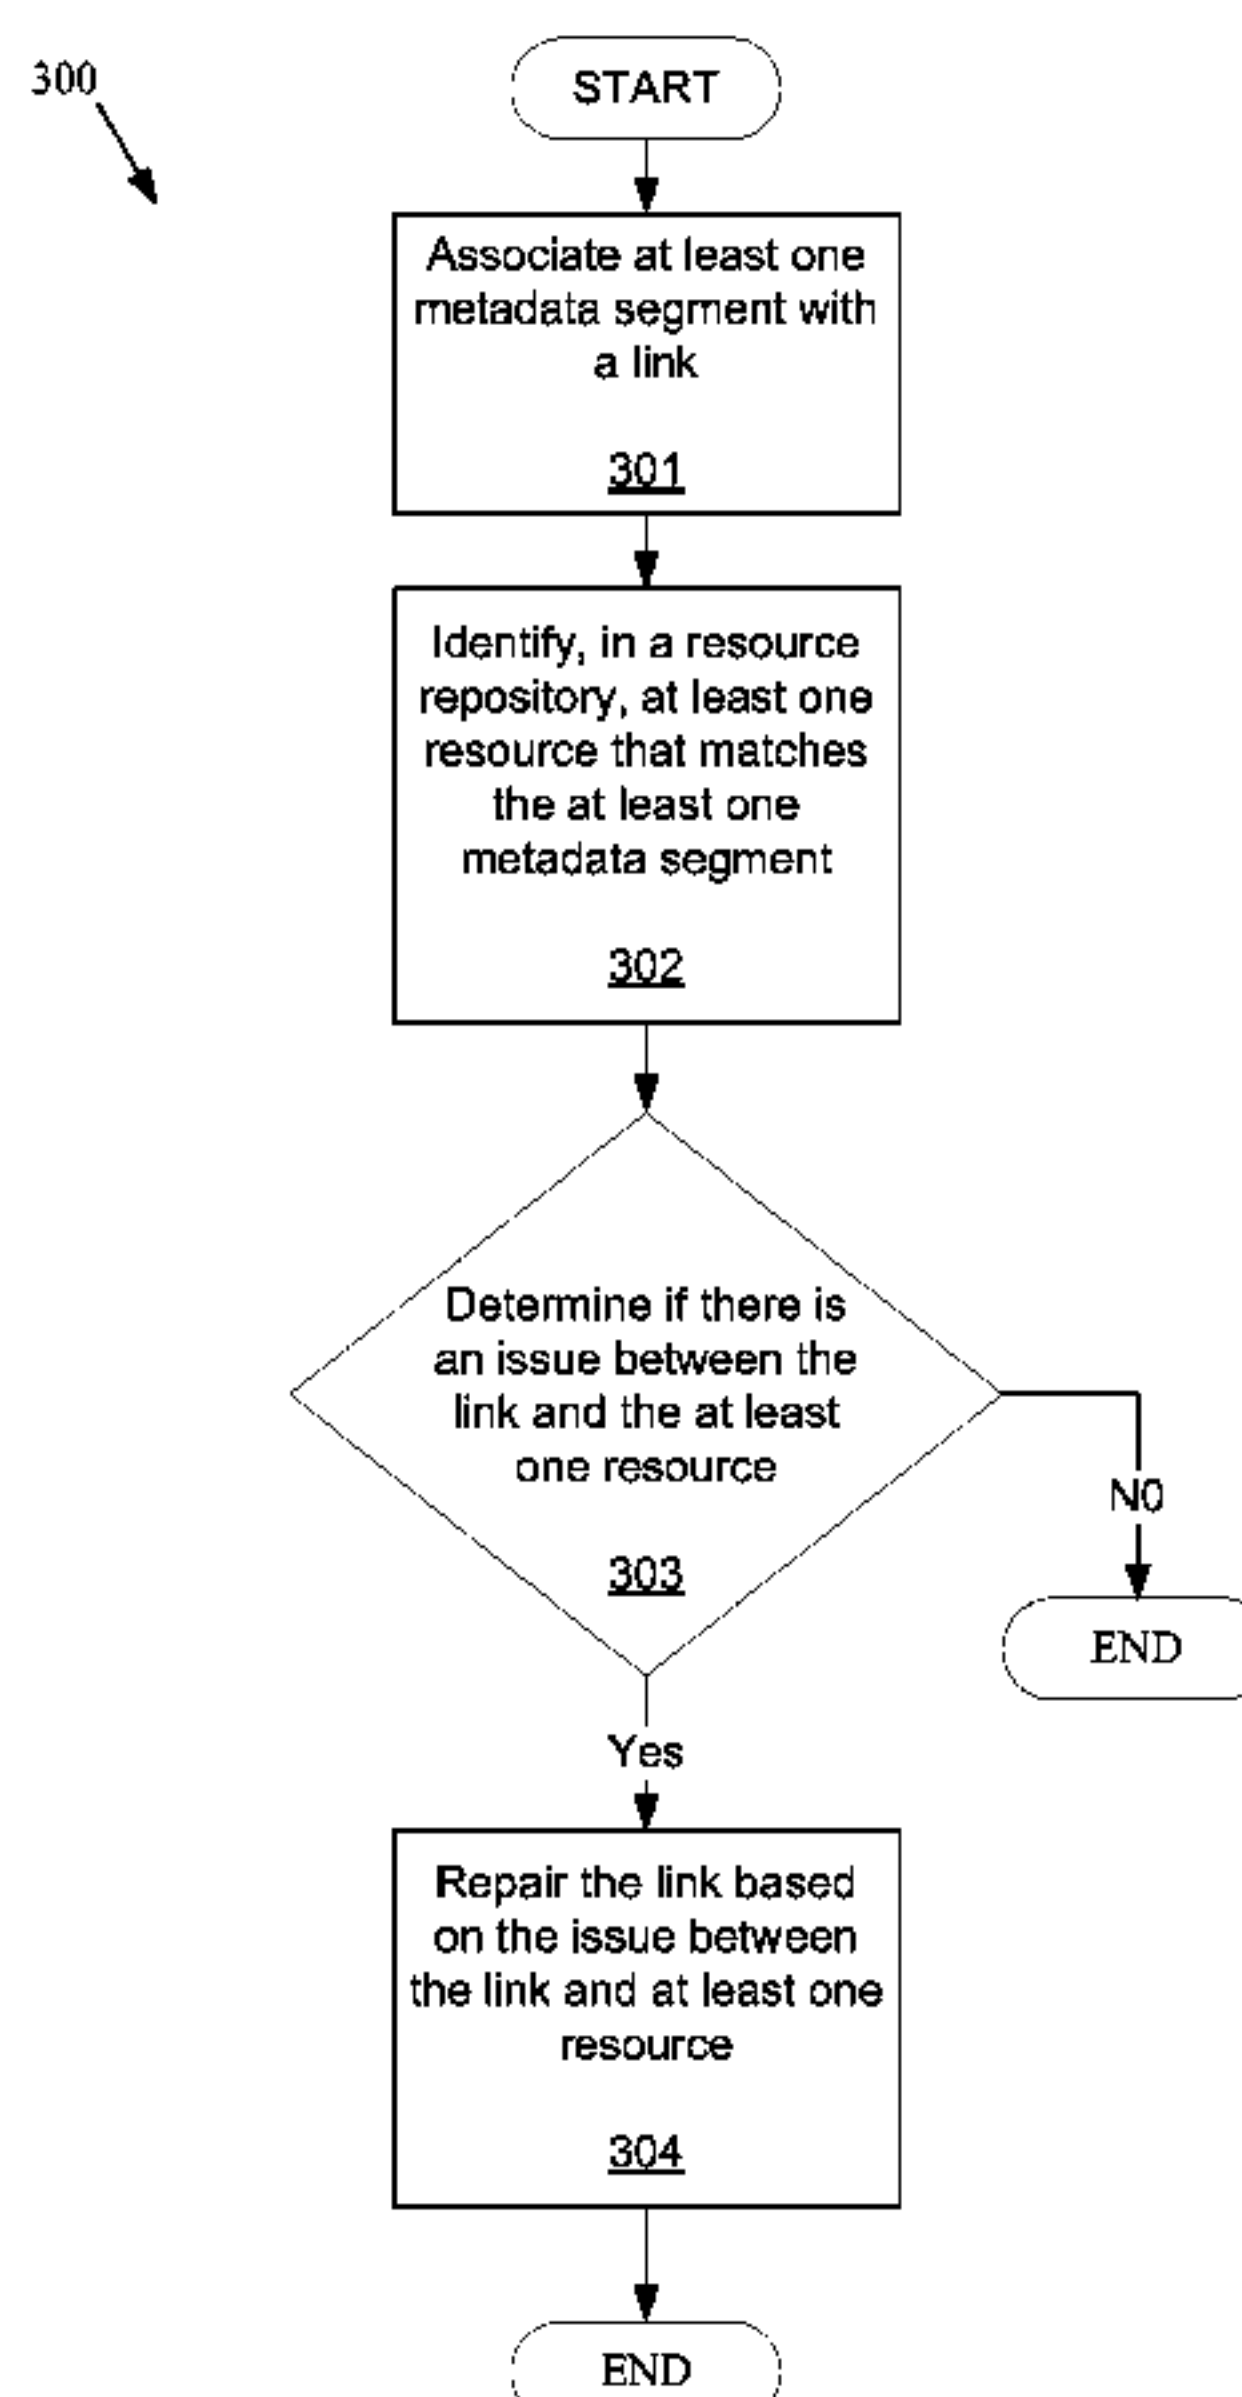 300
START
Associate at least one
metadata segment with
a link
301
Identify, in a resource
repository, at least one
resource that matches
the at least one
metadata segment
302
Determine if there is
an issue between the
link and the at least
one resource
303
N0
END
Yes
Repair the link based
on the issue between
the link and at least one
resource
304
END